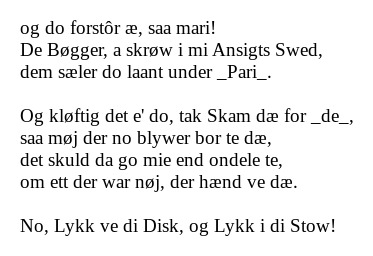 og do forstôr æ, saa mari!
De Bøgger, a skrøw i mi Ansigts Swed,
dem sæler do laant under _Pari_.

Og kløftig det e' do, tak Skam dæ for _de_,
saa møj der no blywer bor te dæ,
det skuld da go mie end ondele te,
om ett der war nøj, der hænd ve dæ.

No, Lykk ve di Disk, og Lykk i di Stow!